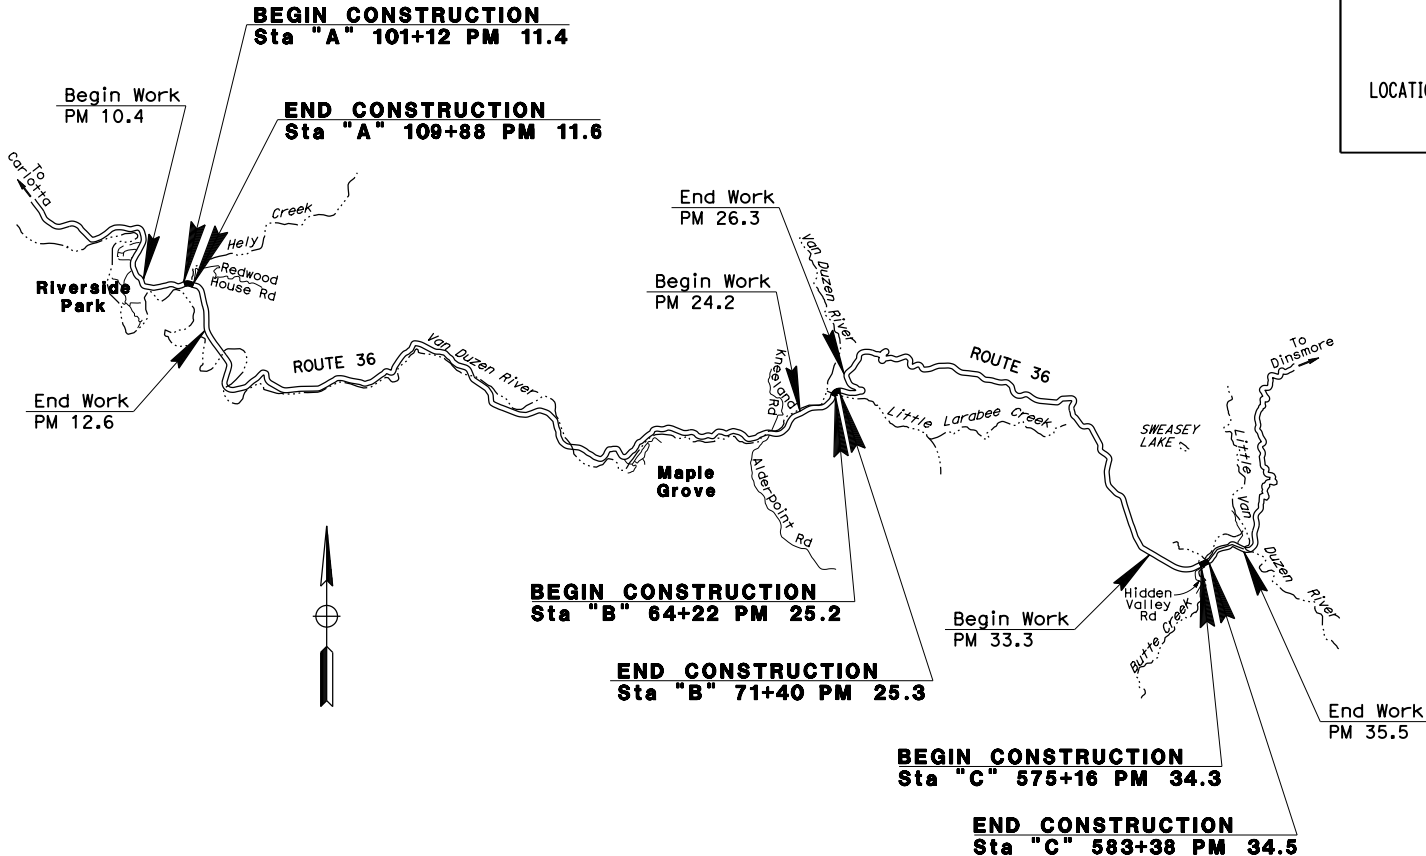 BEGIN CONSTRUCTION
Sta "A" 101+12 PM 11.4
Begin Work
PM 10.4
END CONSTRUCTION
Sta "A" 109+88 PM 11.6
To
Carlotta
Hely Creek
Redwood
House Rd
Riverside
Park
End Work
PM 12.6
ROUTE 36
Van Duzen River
End Work
PM 26.3
Begin Work
PM 24.2
Van Duzen River
Kneeland
Rd
Maple
Grove
Alderpoint Rd
ROUTE 36
Little Larabee Creek
SWEASEY
LAKE
To
Dinsmore
Little Van Duzen River
BEGIN CONSTRUCTION
Sta "B" 64+22 PM 25.2
END CONSTRUCTION
Sta "B" 71+40 PM 25.3
Hidden
Valley
Rd
Butte Creek
Begin Work
PM 33.3
End Work
PM 35.5
BEGIN CONSTRUCTION
Sta "C" 575+16 PM 34.3
END CONSTRUCTION
Sta "C" 583+38 PM 34.5